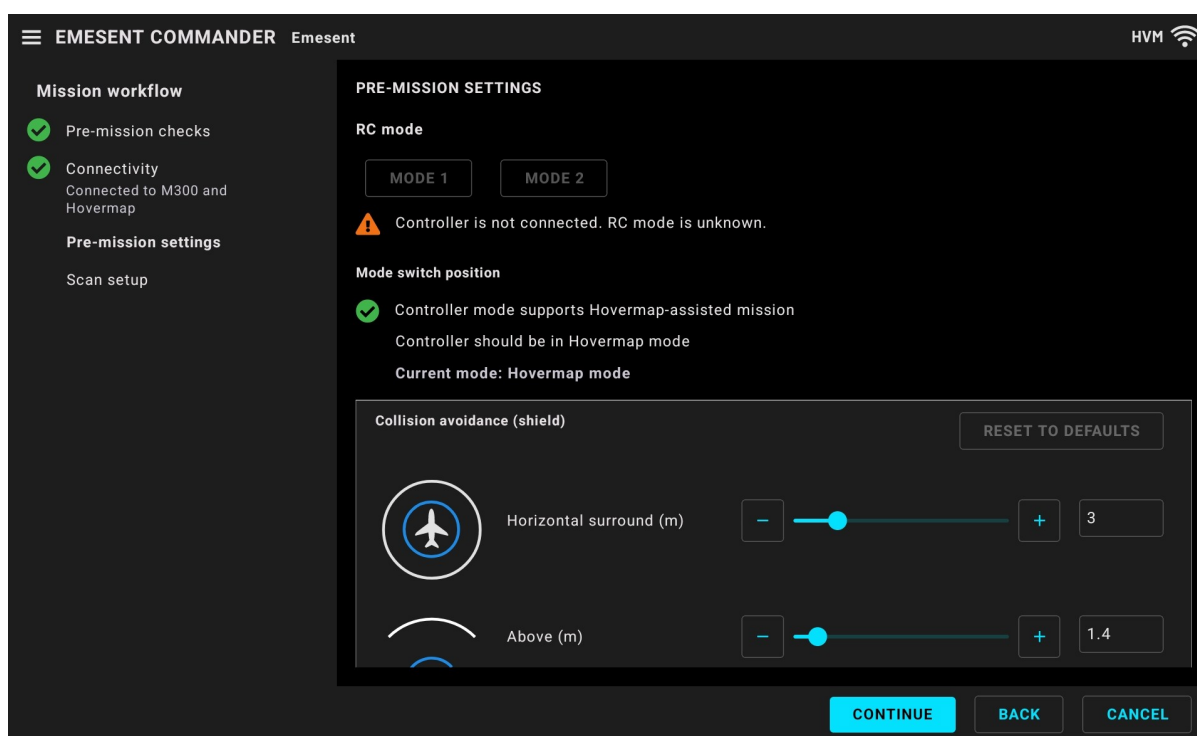 EMESENT COMMANDER Emesent
HVM
Mission workflow
Pre-mission checks
Connectivity
Connected to M300 and
Hovermap
Pre-mission settings
Scan setup
PRE-MISSION SETTINGS
RC mode
MODE 1 MODE 2
Controller is not connected. RC mode is unknown.
Mode switch position
Controller mode supports Hovermap-assisted mission
Controller should be in Hovermap mode
Current mode: Hovermap mode
Collision avoidance (shield)
RESET TO DEFAULTS
Horizontal surround (m) − + 3
Above (m) − + 1.4
CONTINUE BACK CANCEL